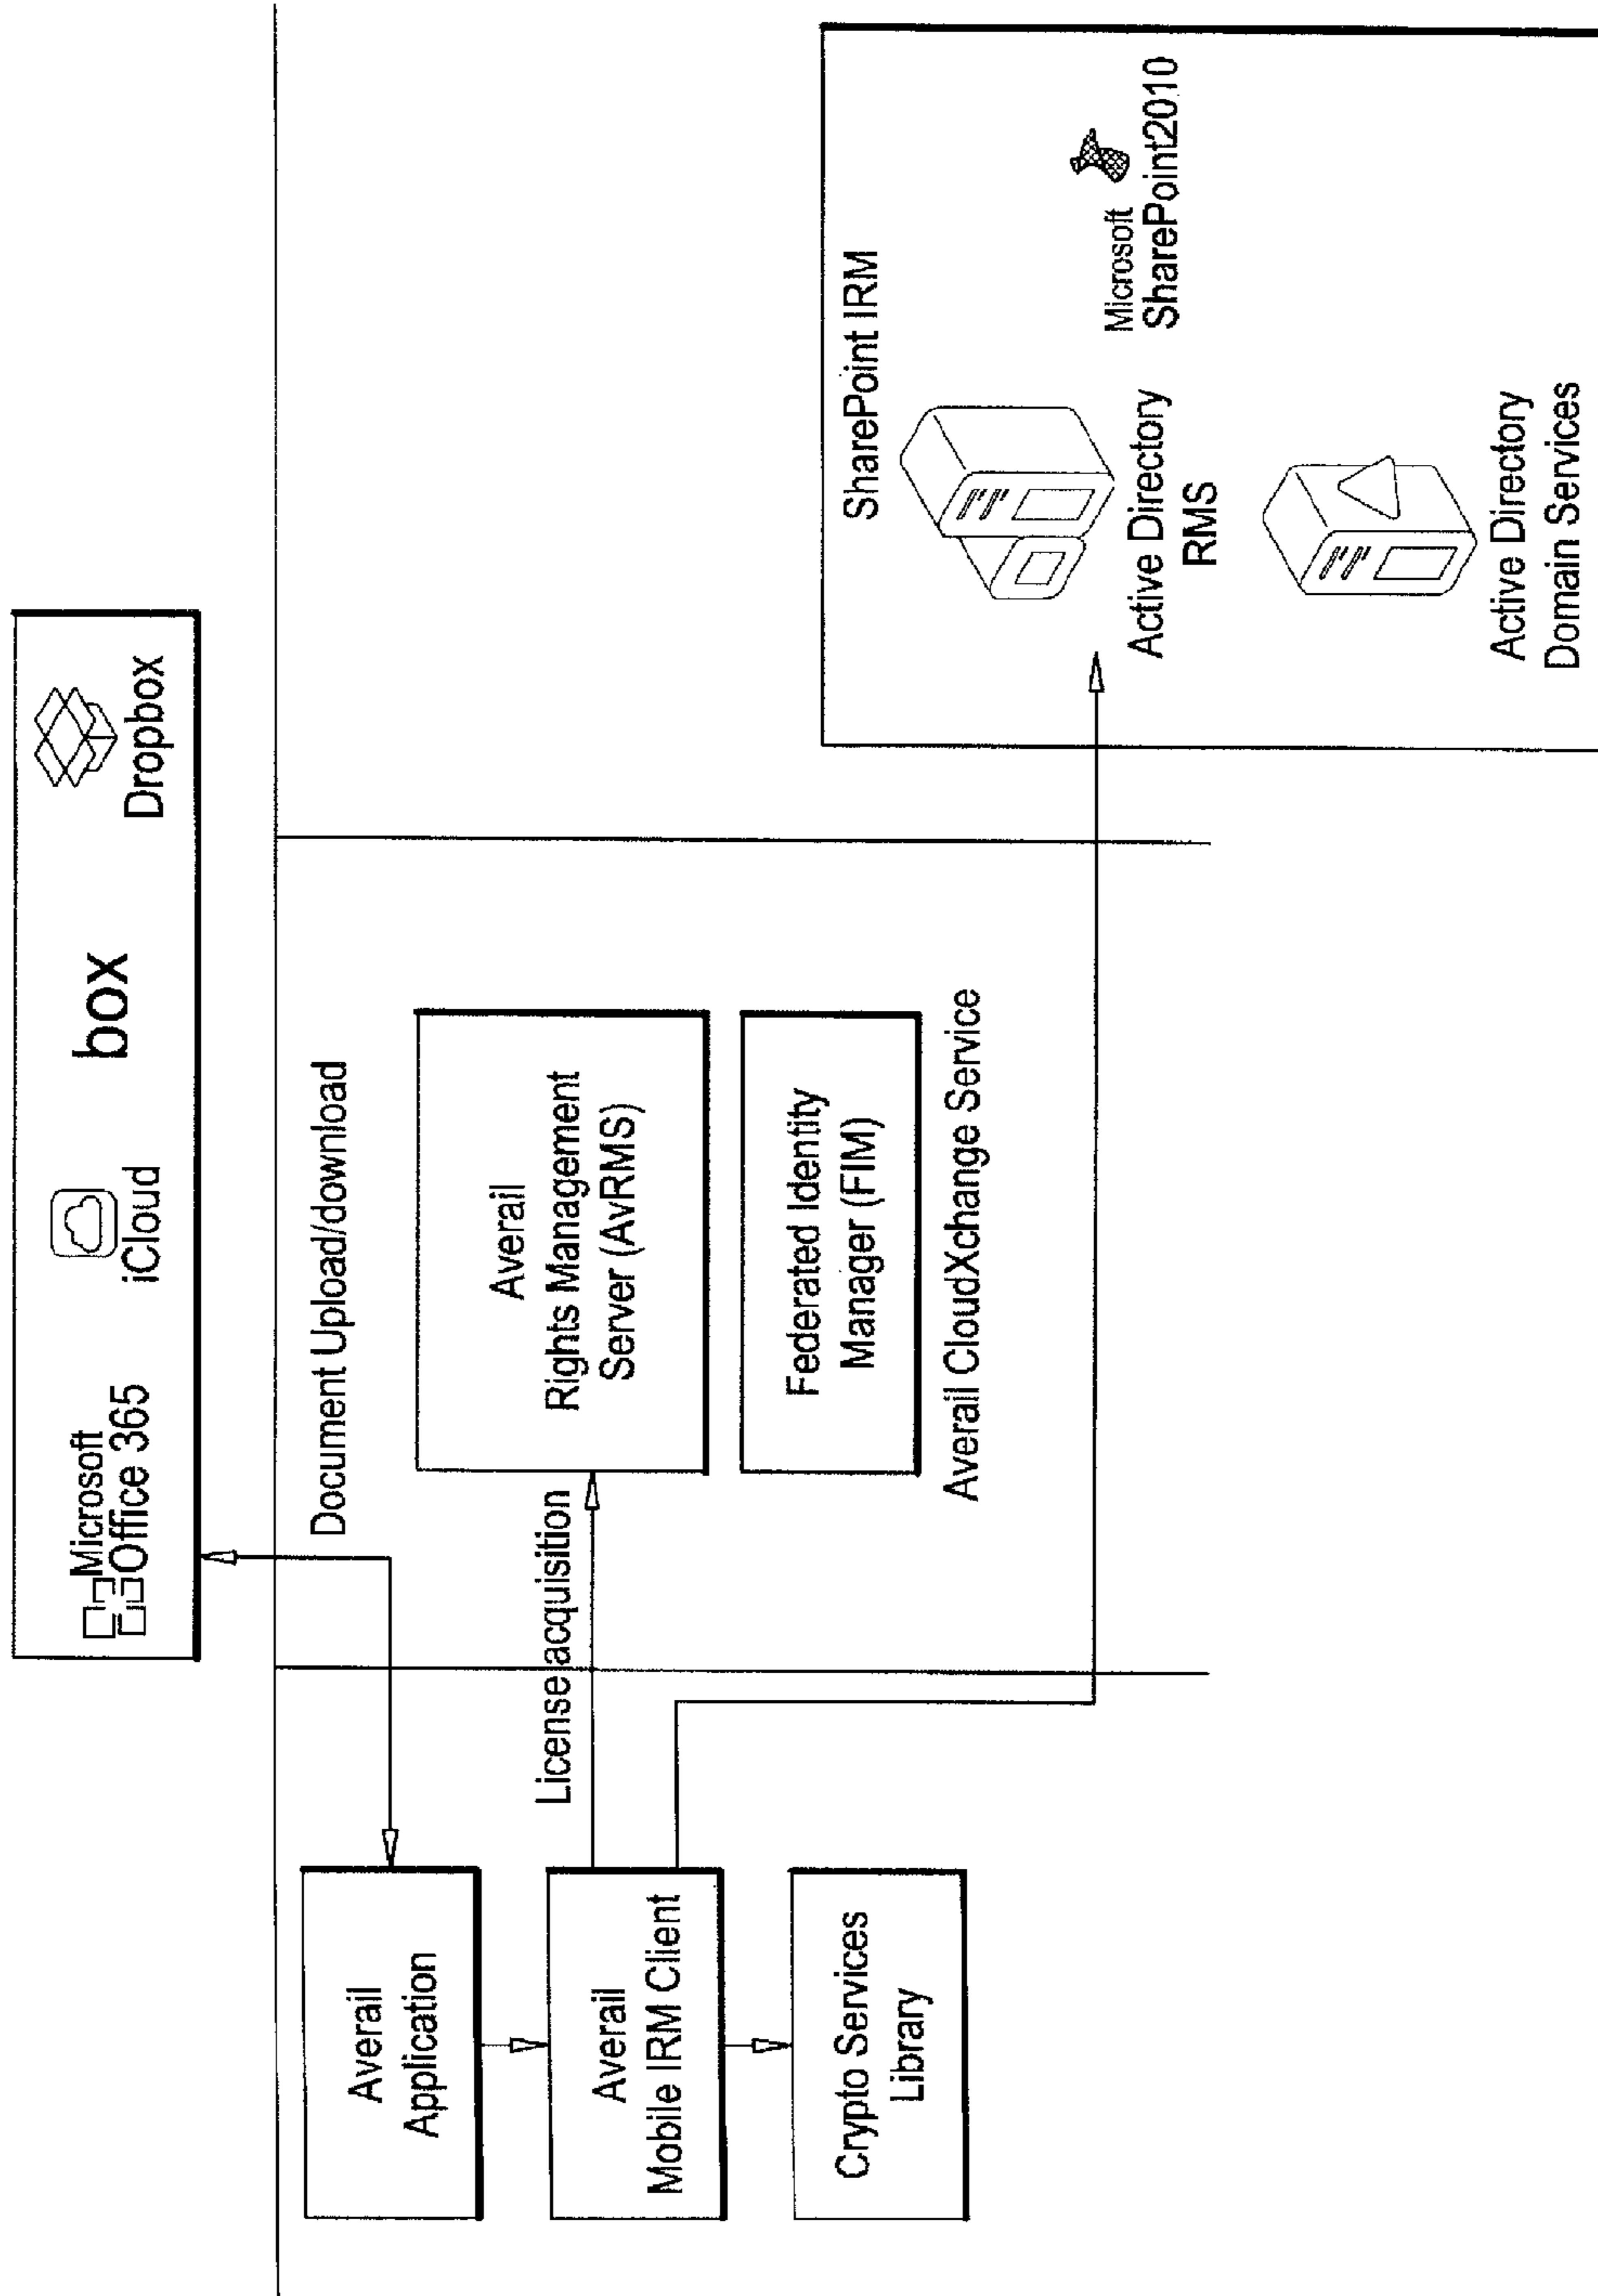 Microsoft
Office 365
iCloud
box
Dropbox
Document Upload/download
Averail
Application
License acquisition
Averail
Rights Management
Server (AvRMS)
Averail
Mobile IRM Client
Federated Identity
Manager (FIM)
Crypto Services
Library
Averail CloudXchange Service
SharePoint IRM
Microsoft
SharePoint2010
Active Directory
RMS
Active Directory
Domain Services